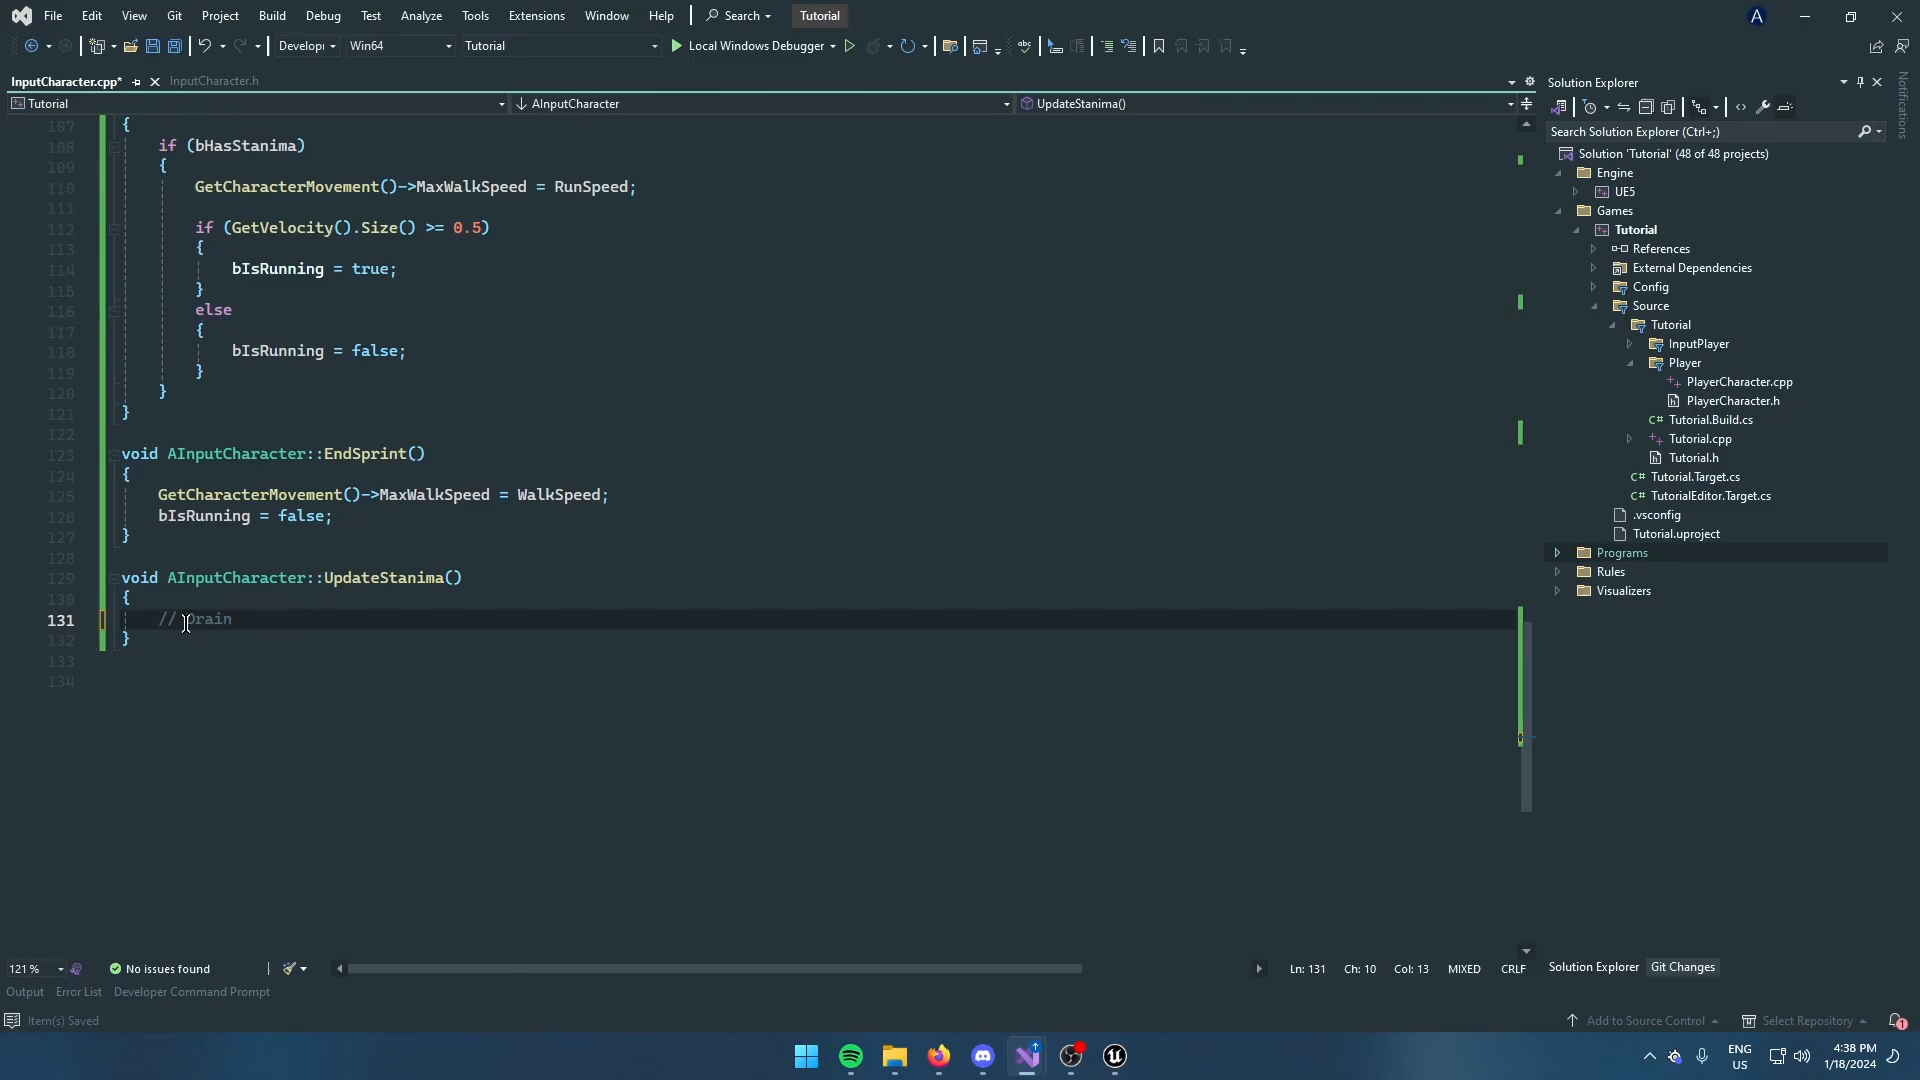 File Edit View Git Project Build Debug Test Analyze Tools Extensions Window Help Search Tutorial A
Win64 Tutorial Local Windows Debugger
InputCharacter.cpp* InputCharacter.h
Tutorial AInputCharacter UpdateStanima()
107 {
108 if (bHasStanima)
109 {
110 GetCharacterMovement()->MaxWalkSpeed = RunSpeed;
111
112 if (GetVelocity().Size() >= 0.5)
113 {
114 bIsRunning = true;
115 }
116 else
117 {
118 bIsRunning = false;
119 }
120 }
121 }
122
123 void AInputCharacter::EndSprint()
124 {
125 GetCharacterMovement()->MaxWalkSpeed = WalkSpeed;
126 bIsRunning = false;
127 }
128
129 void AInputCharacter::UpdateStanima()
130 {
131 // Drain
132 }
133
134
121 % No issues found Ln: 131 Ch: 10 Col: 13 MIXED CRLF
Output Error List Developer Command Prompt
Item(s) Saved Add to Source Control Select Repository 1
Solution Explorer
Search Solution Explorer (Ctrl+;)
Solution 'Tutorial' (48 of 48 projects)
Engine
UE5
Games
Tutorial
References
External Dependencies
Config
Source
Tutorial
InputPlayer
Player
PlayerCharacter.cpp
PlayerCharacter.h
Tutorial.Build.cs
Tutorial.cpp
Tutorial.h
Tutorial.Target.cs
TutorialEditor.Target.cs
.vsconfig
Tutorial.uproject
Programs
Rules
Visualizers
Solution Explorer Git Changes
Notifications
ENG
US
4:38 PM
1/18/2024